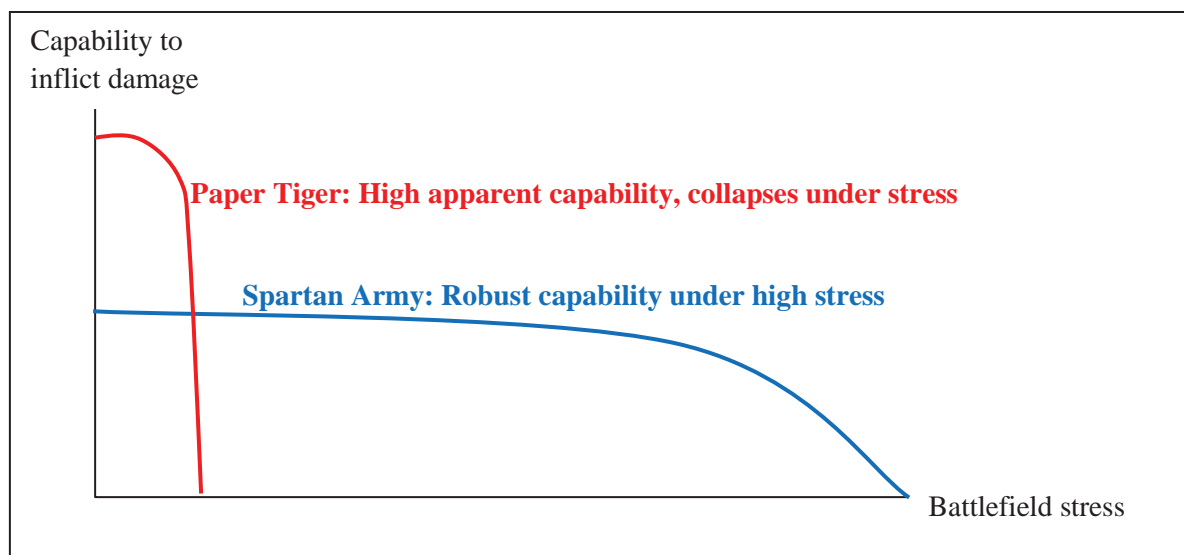 Capability to
inflict damage
Paper Tiger: High apparent capability, collapses under stress
Spartan Army: Robust capability under high stress
Battlefield stress